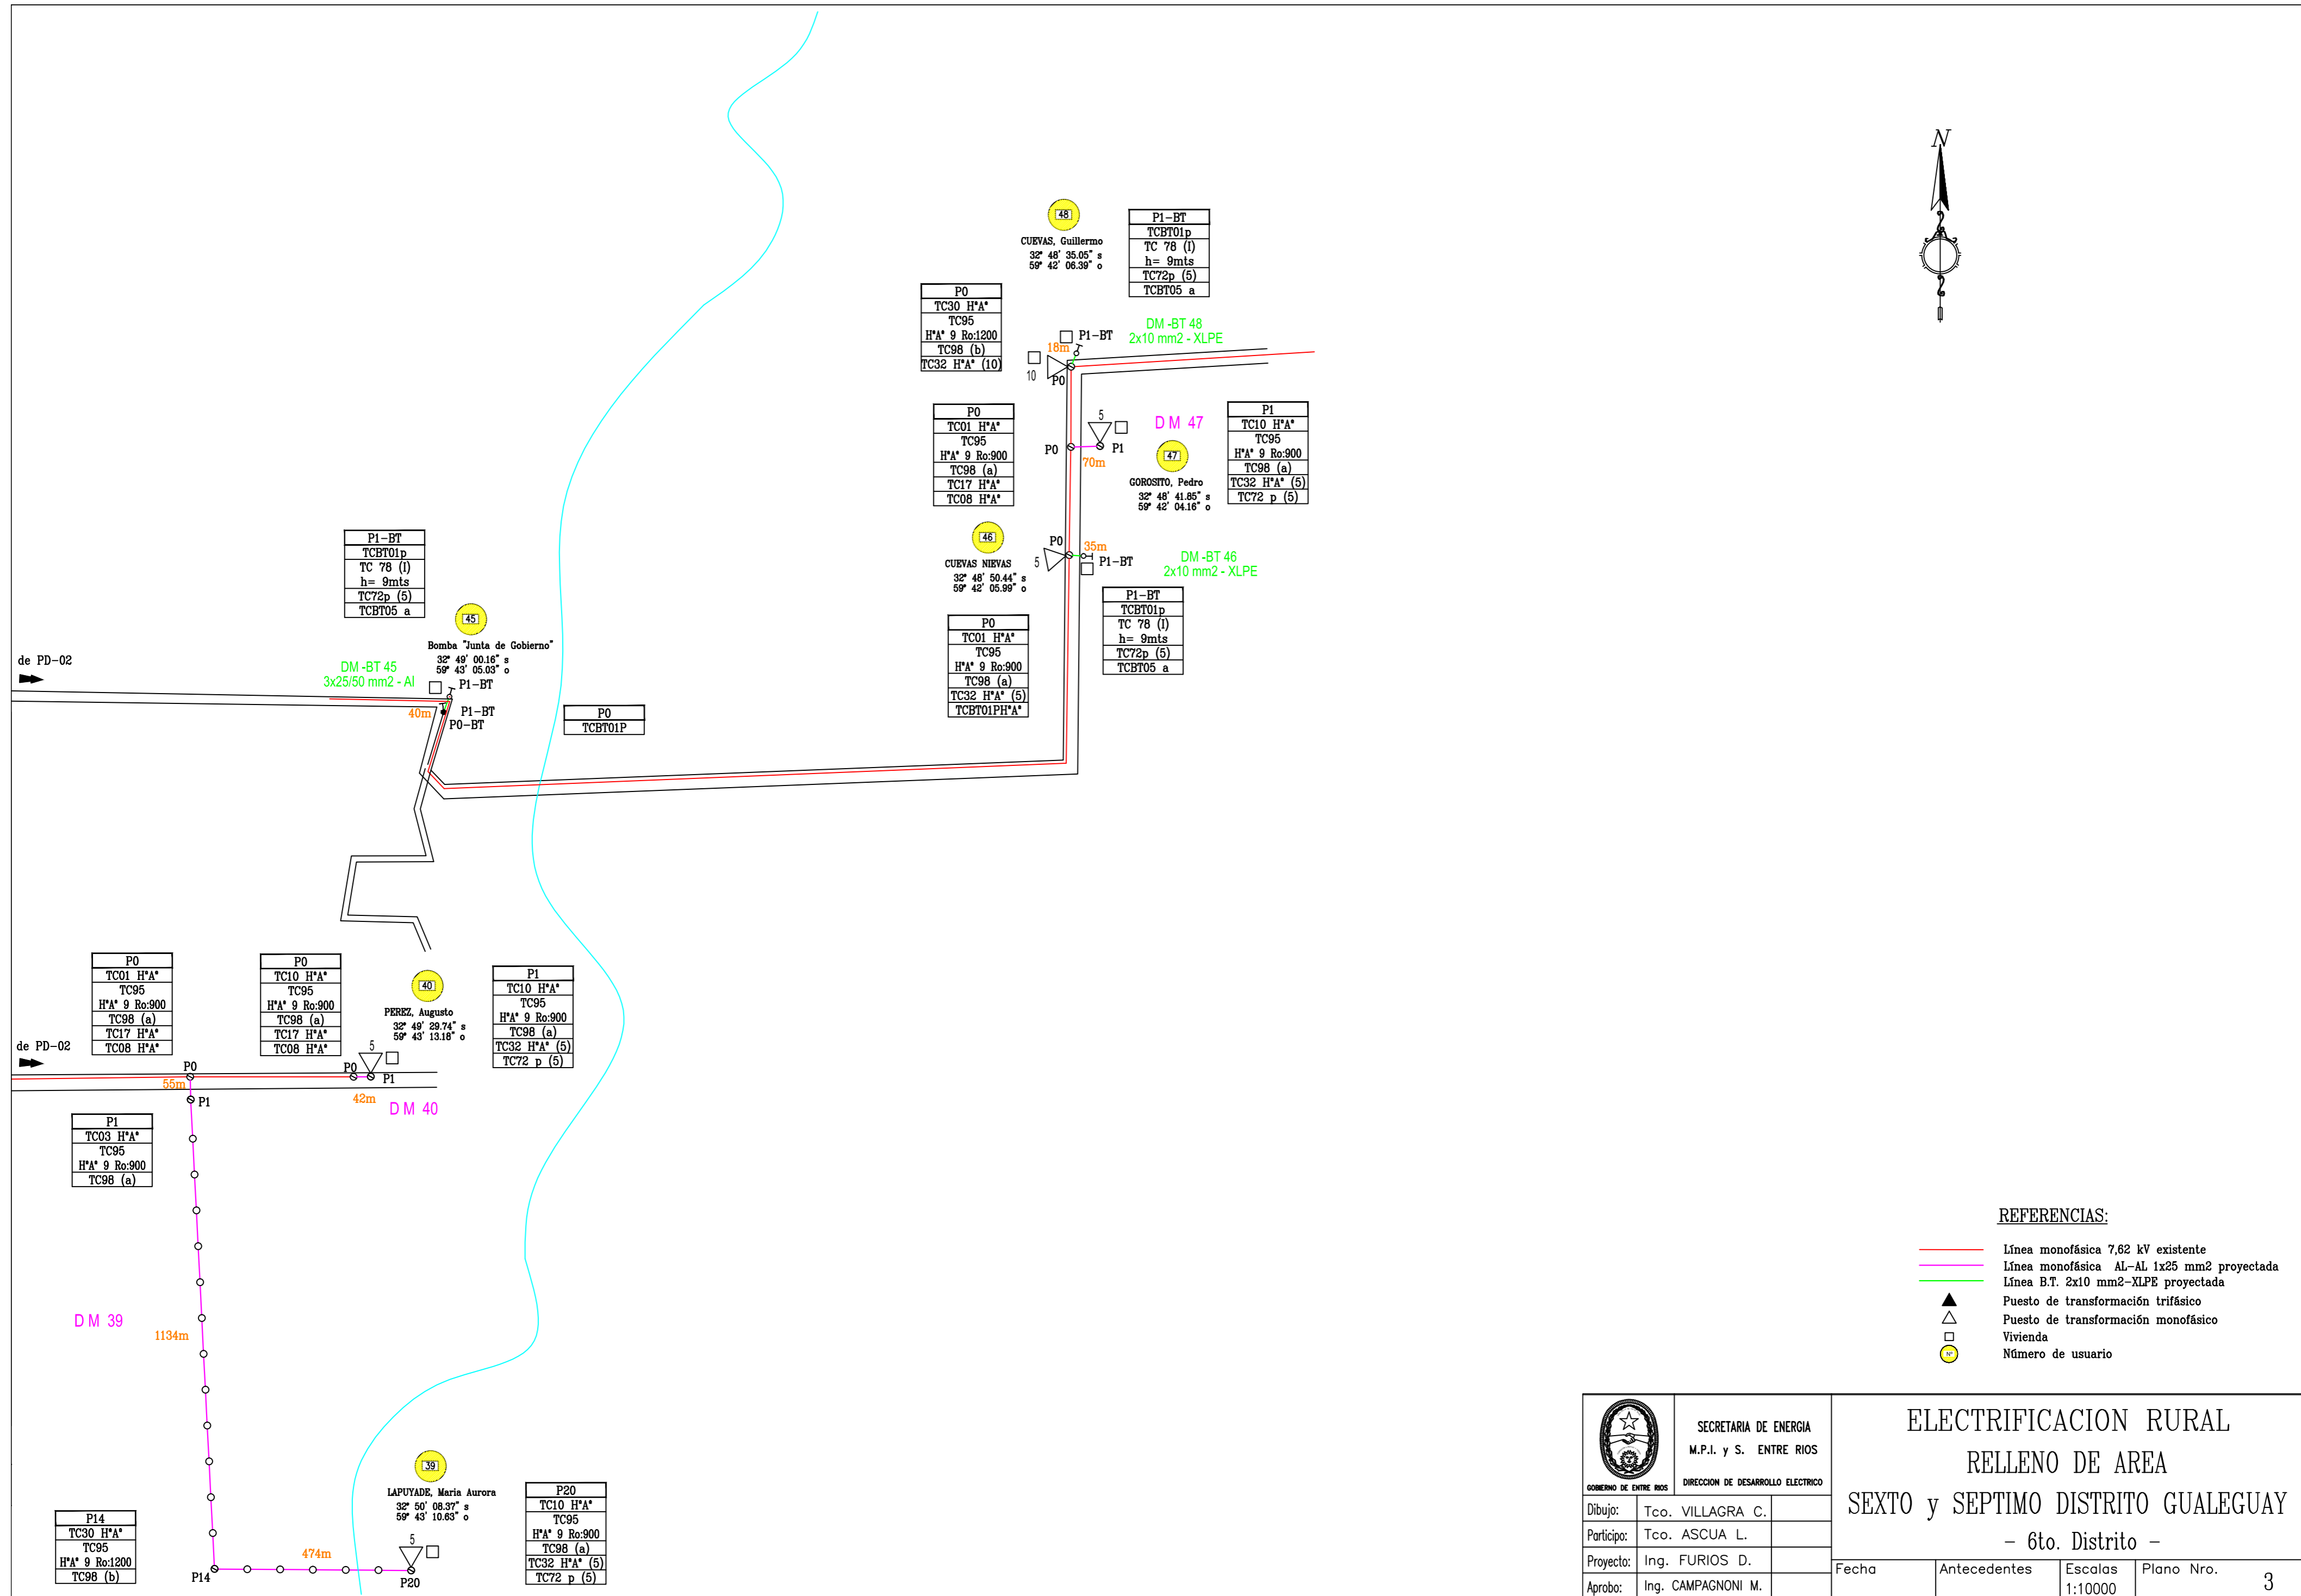 N
48
CUEVAS, Guillermo
32° 48' 35.05" s
59° 42' 06.39" o
P1-BT
TCBT01p
TC 78 (I)
h= 9mts
TC72p (5)
TCBT05 a
P0
TC30 H°A°
TC95
H°A° 9 Ro:1200
TC98 (b)
TC32 H°A° (10)
DM -BT 48
2x10 mm2 - XLPE
P1-BT
18m
10
P0
P0
TC01 H°A°
TC95
H°A° 9 Ro:900
TC98 (a)
TC17 H°A°
TC08 H°A°
5
P0
P1
70m
D M 47
47
GOROSITO, Pedro
32° 48' 41.85" s
59° 42' 04.16" o
P1
TC10 H°A°
TC95
H°A° 9 Ro:900
TC98 (a)
TC32 H°A° (5)
TC72 p (5)
46
CUEVAS NIEVAS
32° 48' 50.44" s
59° 42' 05.99" o
P0
35m
5
P1-BT
DM -BT 46
2x10 mm2 - XLPE
P1-BT
TCBT01p
TC 78 (I)
h= 9mts
TC72p (5)
TCBT05 a
P0
TC01 H°A°
TC95
H°A° 9 Ro:900
TC98 (a)
TC32 H°A° (5)
TCBT01PH°A°
P1-BT
TCBT01p
TC 78 (I)
h= 9mts
TC72p (5)
TCBT05 a
45
Bomba "Junta de Gobierno"
32° 49' 00.16" s
59° 43' 05.03" o
de PD-02
DM -BT 45
3x25/50 mm2 - Al
P1-BT
40m
P1-BT
P0-BT
P0
TCBT01P
P0
TC01 H°A°
TC95
H°A° 9 Ro:900
TC98 (a)
TC17 H°A°
TC08 H°A°
P0
TC10 H°A°
TC95
H°A° 9 Ro:900
TC98 (a)
TC17 H°A°
TC08 H°A°
40
PEREZ, Augusto
32° 49' 29.74" s
59° 43' 13.18" o
P1
TC10 H°A°
TC95
H°A° 9 Ro:900
TC98 (a)
TC32 H°A° (5)
TC72 p (5)
de PD-02
5
P0
P0
P1
55m
42m
P1
D M 40
P1
TC03 H°A°
TC95
H°A° 9 Ro:900
TC98 (a)
D M 39
1134m
39
LAPUYADE, Maria Aurora
32° 50' 08.37" s
59° 43' 10.63" o
P20
TC10 H°A°
TC95
H°A° 9 Ro:900
TC98 (a)
TC32 H°A° (5)
TC72 p (5)
P14
TC30 H°A°
TC95
H°A° 9 Ro:1200
TC98 (b)
5
474m
P14
P20
REFERENCIAS:
Línea monofásica 7,62 kV existente
Línea monofásica AL-AL 1x25 mm2 proyectada
Línea B.T. 2x10 mm2-XLPE proyectada
Puesto de transformación trifásico
Puesto de transformación monofásico
Vivienda
N° Número de usuario
GOBIERNO DE ENTRE RIOS
SECRETARIA DE ENERGIA
M.P.I. y S. ENTRE RIOS
DIRECCION DE DESARROLLO ELECTRICO
ELECTRIFICACION RURAL
RELLENO DE AREA
SEXTO y SEPTIMO DISTRITO GUALEGUAY
- 6to. Distrito -
Dibujo: Tco. VILLAGRA C.
Participo: Tco. ASCUA L.
Proyecto: Ing. FURIOS D.
Aprobo: Ing. CAMPAGNONI M.
Fecha
Antecedentes
Escalas
1:10000
Plano Nro.
3